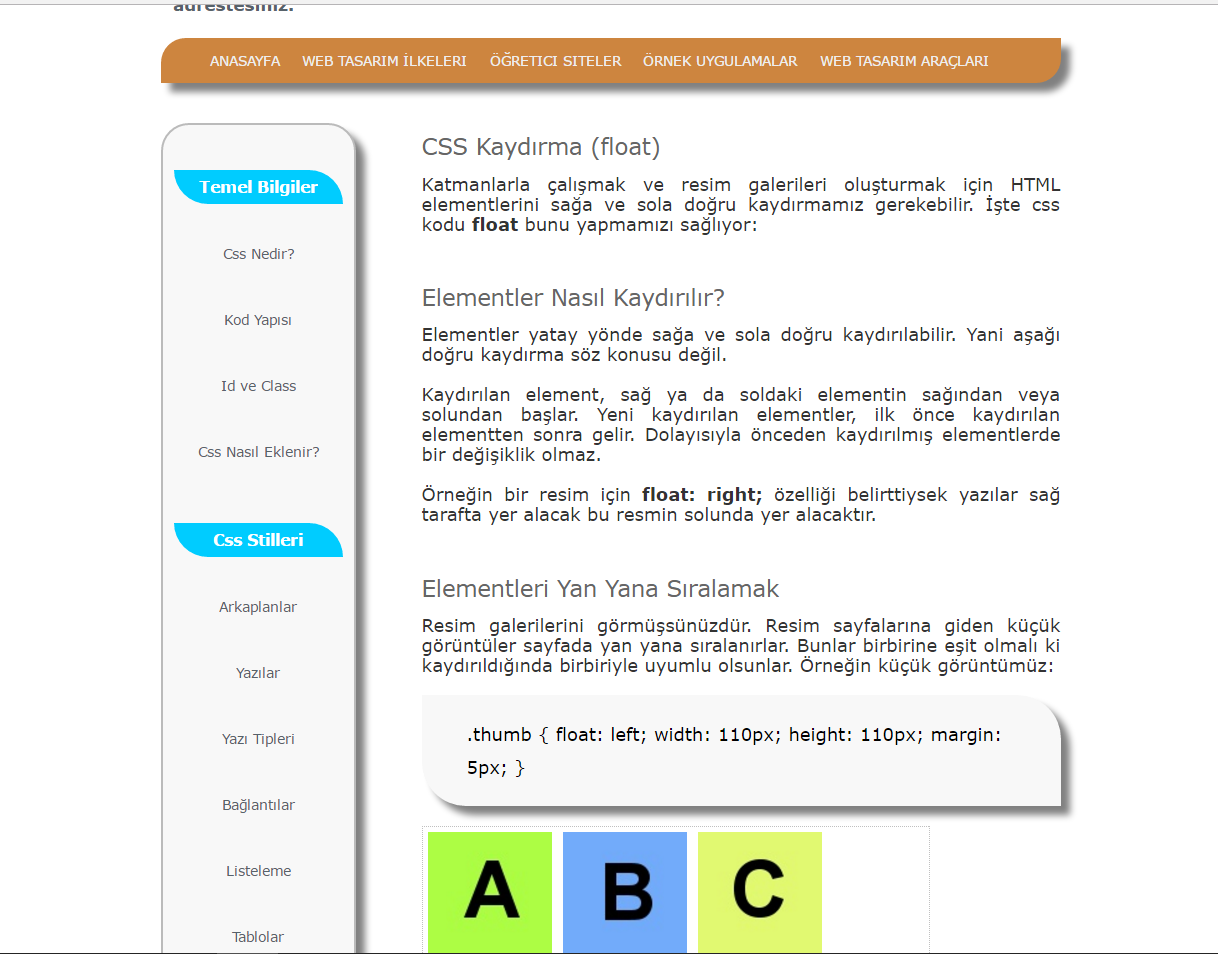 adrestesiniz.
ANASAYFA WEB TASARIM İLKELERI ÖĞRETICI SITELER ÖRNEK UYGULAMALAR WEB TASARIM ARAÇLARI
Temel Bilgiler
Css Nedir?
Kod Yapısı
Id ve Class
Css Nasıl Eklenir?
Css Stilleri
Arkaplanlar
Yazılar
Yazı Tipleri
Bağlantılar
Listeleme
Tablolar
CSS Kaydırma (float)
Katmanlarla çalışmak ve resim galerileri oluşturmak için HTML
elementlerini sağa ve sola doğru kaydırmamız gerekebilir. İşte css
kodu float bunu yapmamızı sağlıyor:
Elementler Nasıl Kaydırılır?
Elementler yatay yönde sağa ve sola doğru kaydırılabilir. Yani aşağı
doğru kaydırma söz konusu değil.
Kaydırılan element, sağ ya da soldaki elementin sağından veya
solundan başlar. Yeni kaydırılan elementler, ilk önce kaydırılan
elementten sonra gelir. Dolayısıyla önceden kaydırılmış elementlerde
bir değişiklik olmaz.
Örneğin bir resim için float: right; özelliği belirttiysek yazılar sağ
tarafta yer alacak bu resmin solunda yer alacaktır.
Elementleri Yan Yana Sıralamak
Resim galerilerini görmüşsünüzdür. Resim sayfalarına giden küçük
görüntüler sayfada yan yana sıralanırlar. Bunlar birbirine eşit olmalı ki
kaydırıldığında birbiriyle uyumlu olsunlar. Örneğin küçük görüntümüz:
.thumb { float: left; width: 110px; height: 110px; margin:
5px; }
A B C